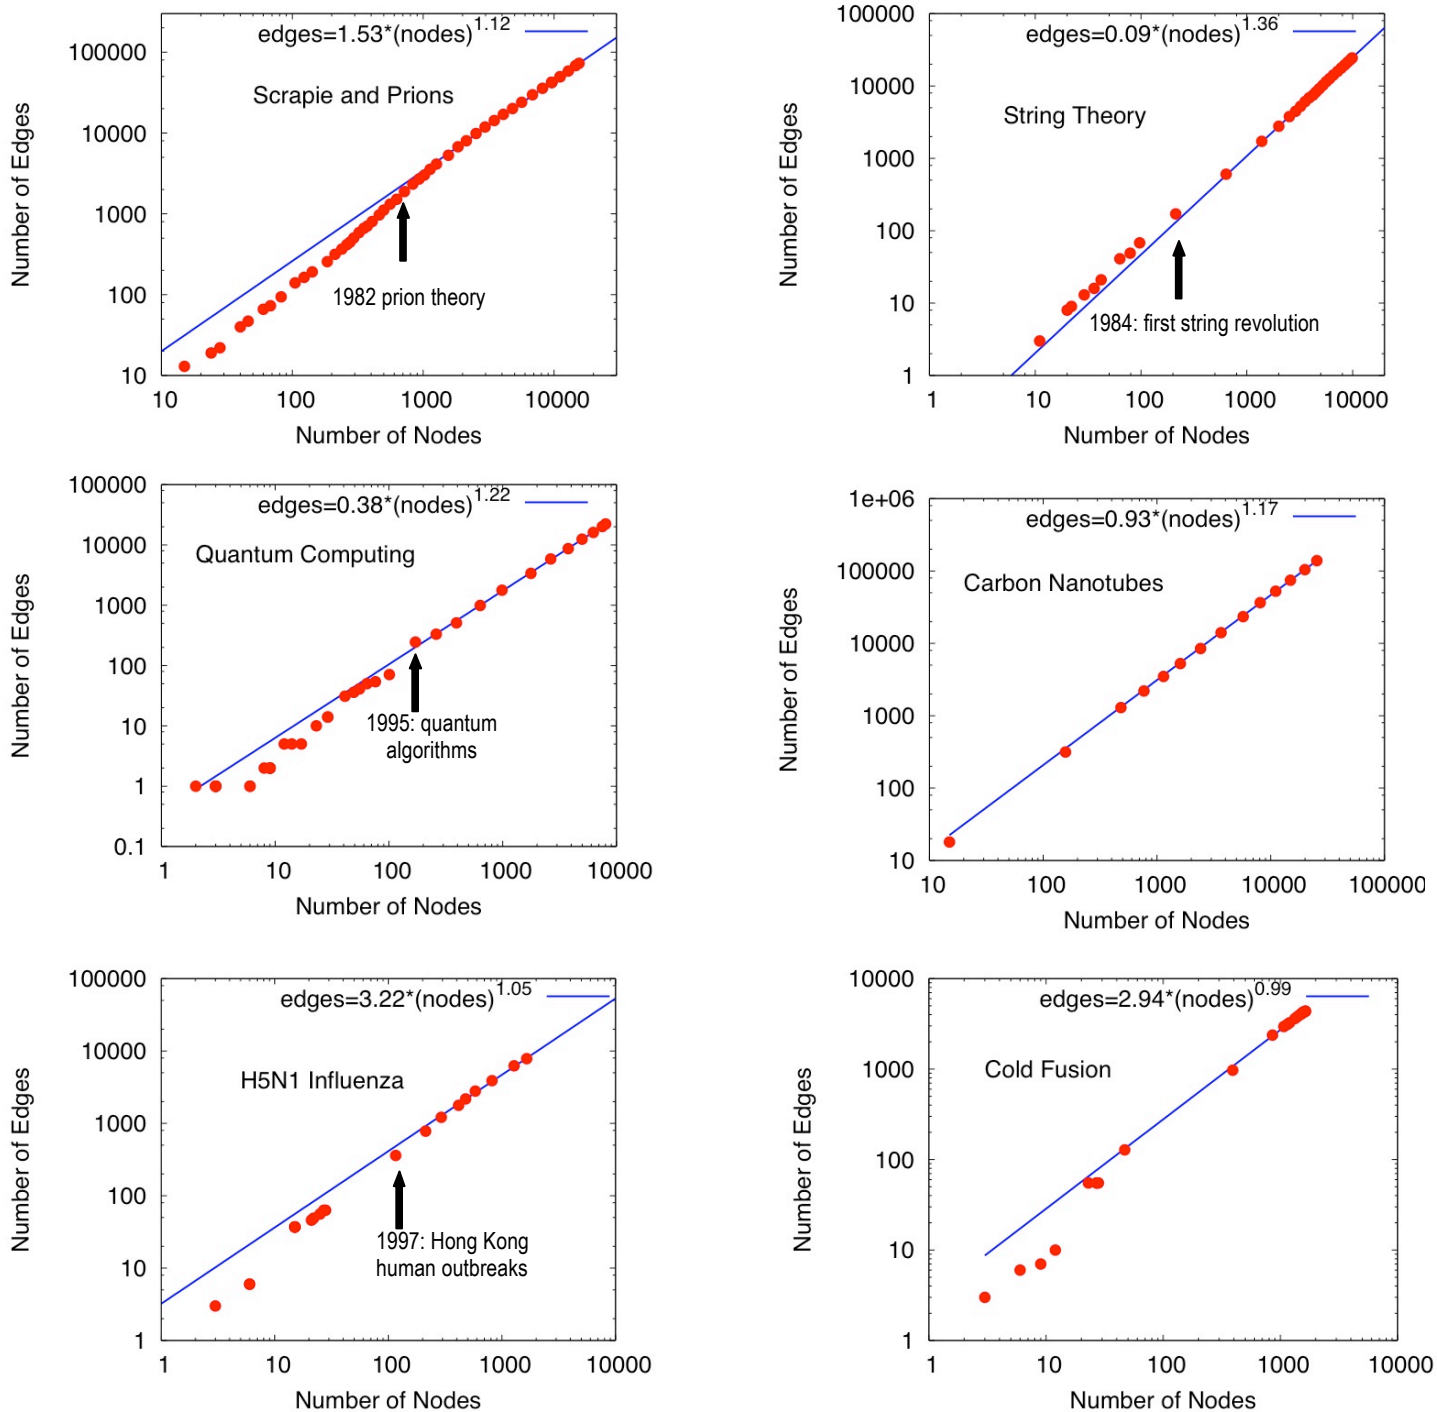 edges=1.53*(nodes)^1.12
Scrapie and Prions
1982 prion theory
100000
10000
1000
100
10
10 100 1000 10000
Number of Edges
Number of Nodes
edges=0.09*(nodes)^1.36
String Theory
1984: first string revolution
100000
10000
1000
100
10
1
1 10 100 1000 10000
Number of Edges
Number of Nodes
edges=0.38*(nodes)^1.22
Quantum Computing
1995: quantum
algorithms
100000
10000
1000
100
10
1
0.1
1 10 100 1000 10000
Number of Edges
Number of Nodes
edges=0.93*(nodes)^1.17
Carbon Nanotubes
1e+06
100000
10000
1000
100
10
10 100 1000 10000 100000
Number of Edges
Number of Nodes
edges=3.22*(nodes)^1.05
H5N1 Influenza
1997: Hong Kong
human outbreaks
100000
10000
1000
100
10
1
1 10 100 1000 10000
Number of Edges
Number of Nodes
edges=2.94*(nodes)^0.99
Cold Fusion
10000
1000
100
10
1
1 10 100 1000 10000
Number of Edges
Number of Nodes